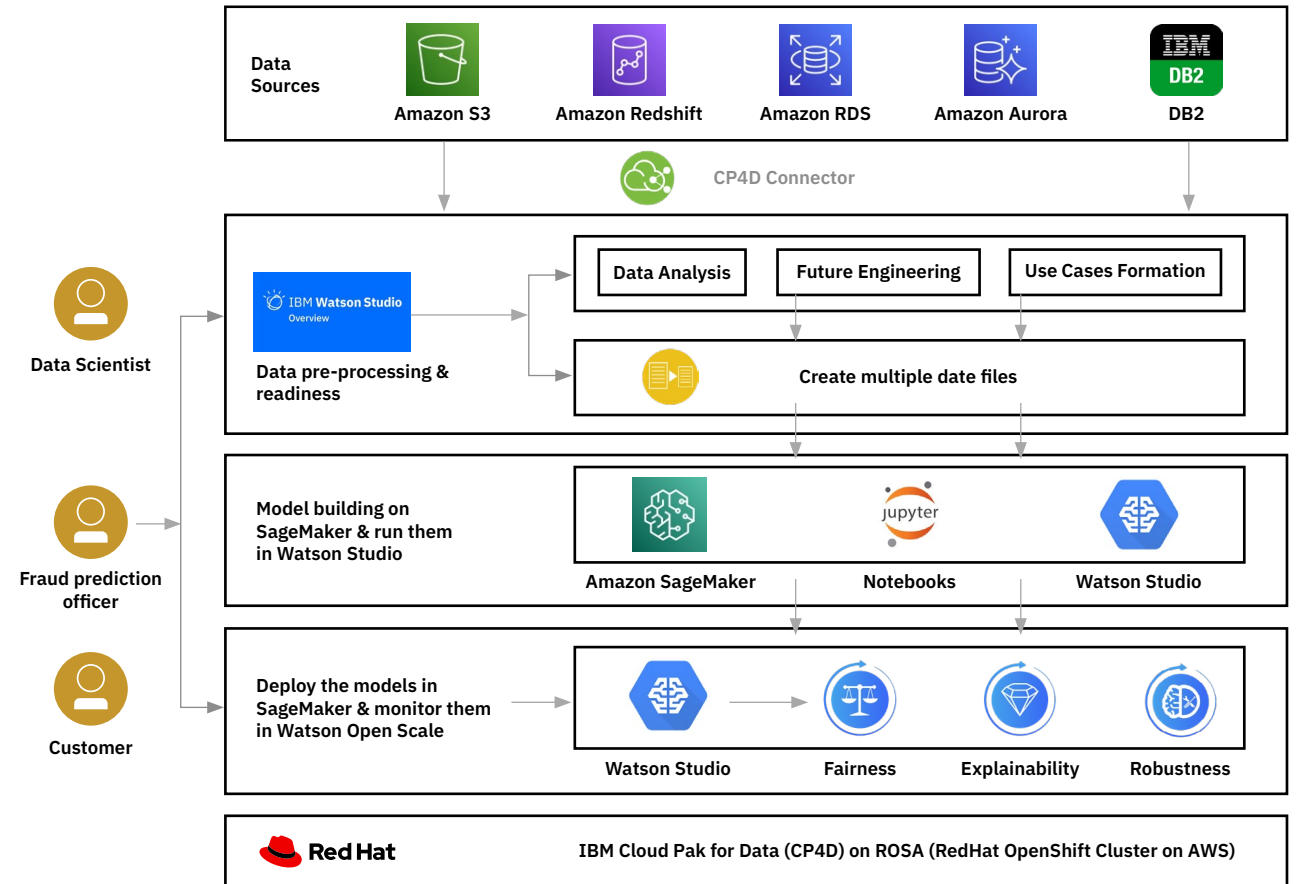 Data
Sources
Amazon S3
Amazon Redshift
Amazon RDS
Amazon Aurora
IBM
DB2
DB2
CP4D Connector
Data Scientist
Fraud prediction
officer
Customer
IBM Watson Studio
Overview
Data pre-processing &
readiness
Data Analysis
Future Engineering
Use Cases Formation
Create multiple date files
Model building on
SageMaker & run them
in Watson Studio
jupyter
Amazon SageMaker
Notebooks
Watson Studio
Deploy the models in
SageMaker & monitor them
in Watson Open Scale
Watson Studio
Fairness
Explainability
Robustness
Red Hat
IBM Cloud Pak for Data (CP4D) on ROSA (RedHat OpenShift Cluster on AWS)